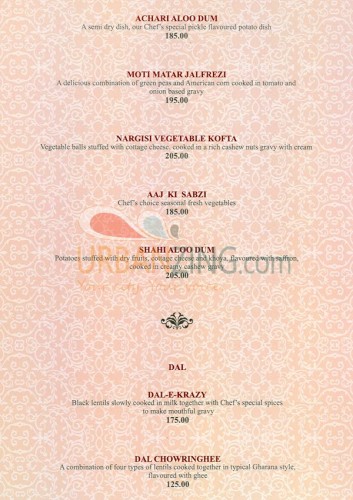 ACHARI ALOO DUM
A semi dry dish, our Chef's special pickle flavoured potato dish
185.00
MOTI MATAR JALFREZI
A delicious combination of green peas and American corn cooked in tomato and
onion based gravy
195.00
NARGISI VEGETABLE KOFTA
Vegetable balls stuffed with cottage cheese, cooked in a rich cashew nuts gravy with cream
205.00
AAJ KI SABZI
Chef's choice seasonal fresh vegetables
185.00
SHAHI ALOO DUM
Potatoes stuffed with dry fruits, cottage cheese and khoya, flavoured with saffron,
cooked in creamy cashew gravy
205.00
DAL
DAL-E-KRAZY
Black lentils slowly cooked in milk together with Chef's special spices
to make mouthful gravy
175.00
DAL CHOWRINGHEE
A combination of four types of lentils cooked together in typical Gharana style,
flavoured with ghee
125.00